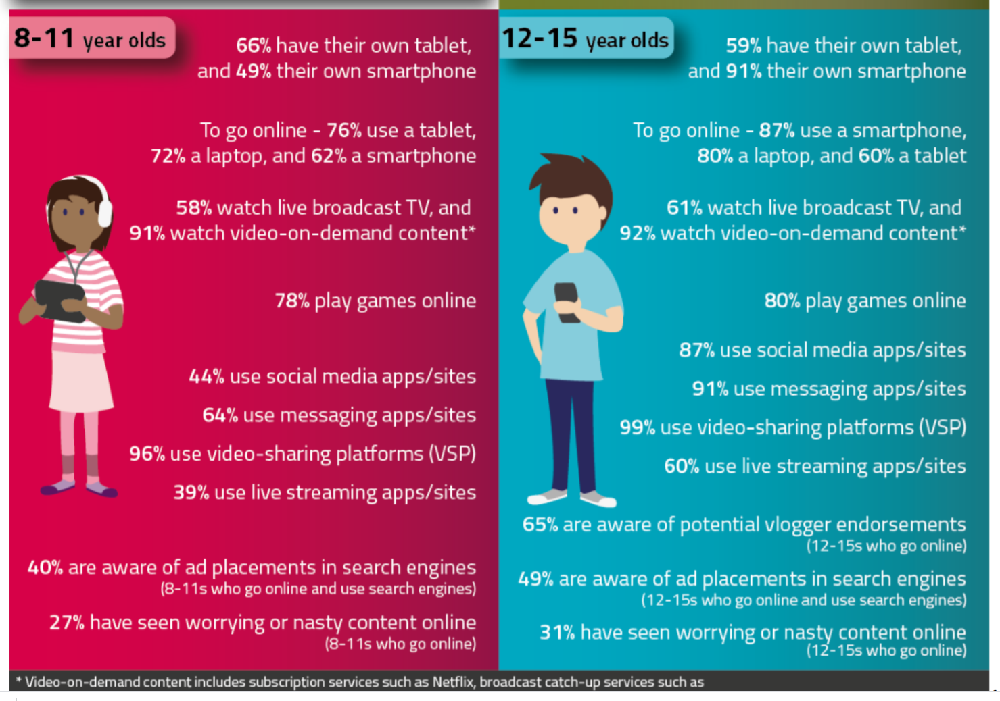 8-11 year olds
66% have their own tablet,
and 49% their own smartphone
To go online - 76% use a tablet,
72% a laptop, and 62% a smartphone
58% watch live broadcast TV, and
91% watch video-on-demand content*
78% play games online
44% use social media apps/sites
64% use messaging apps/sites
96% use video-sharing platforms (VSP)
39% use live streaming apps/sites
40% are aware of ad placements in search engines
(8-11s who go online and use search engines)
27% have seen worrying or nasty content online
(8-11s who go online)
12-15 year olds
59% have their own tablet,
and 91% their own smartphone
To go online - 87% use a smartphone,
80% a laptop, and 60% a tablet
61% watch live broadcast TV, and
92% watch video-on-demand content*
80% play games online
87% use social media apps/sites
91% use messaging apps/sites
99% use video-sharing platforms (VSP)
60% use live streaming apps/sites
65% are aware of potential vlogger endorsements
(12-15s who go online)
49% are aware of ad placements in search engines
(12-15s who go online and use search engines)
31% have seen worrying or nasty content online
(12-15s who go online)
* Video-on-demand content includes subscription services such as Netflix, broadcast catch-up services such as